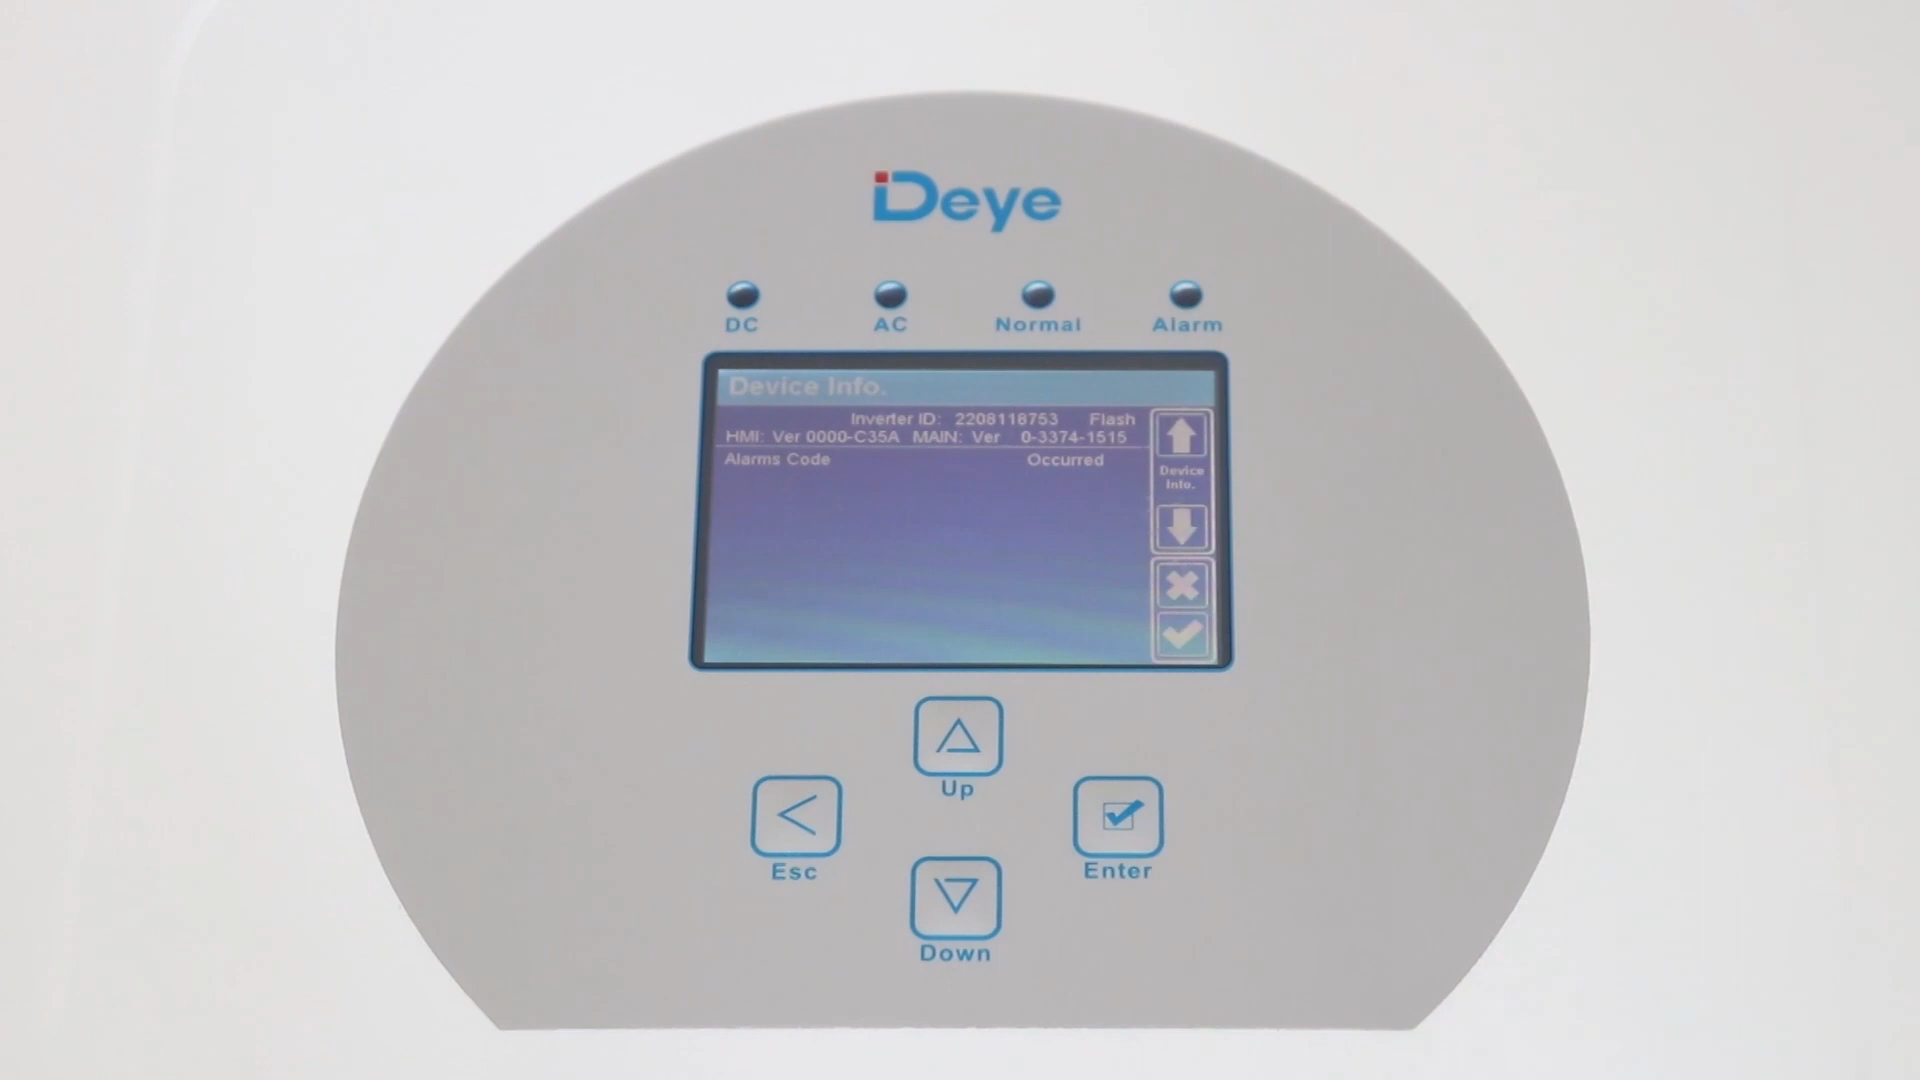 Deye
DC AC Normal Alarm
Device Info.
Inverter ID: 2208118753 Flash
HMI: Ver 0000-C35A MAIN: Ver 0-3374-1515
Alarms Code Occurred
Device
Info.
Up
Esc
Enter
Down